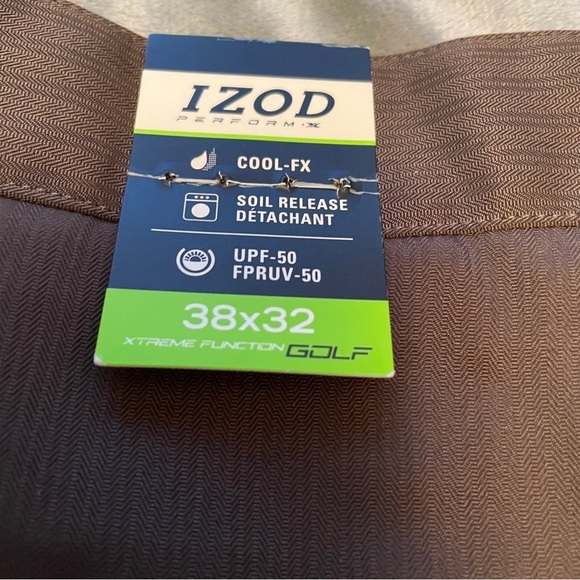 IZOD
PERFORM X
COOL-FX
SOIL RELEASE
DÉTACHANT
UPF-50
FPRUV-50
38x32
XTREME FUNCTION GOLF